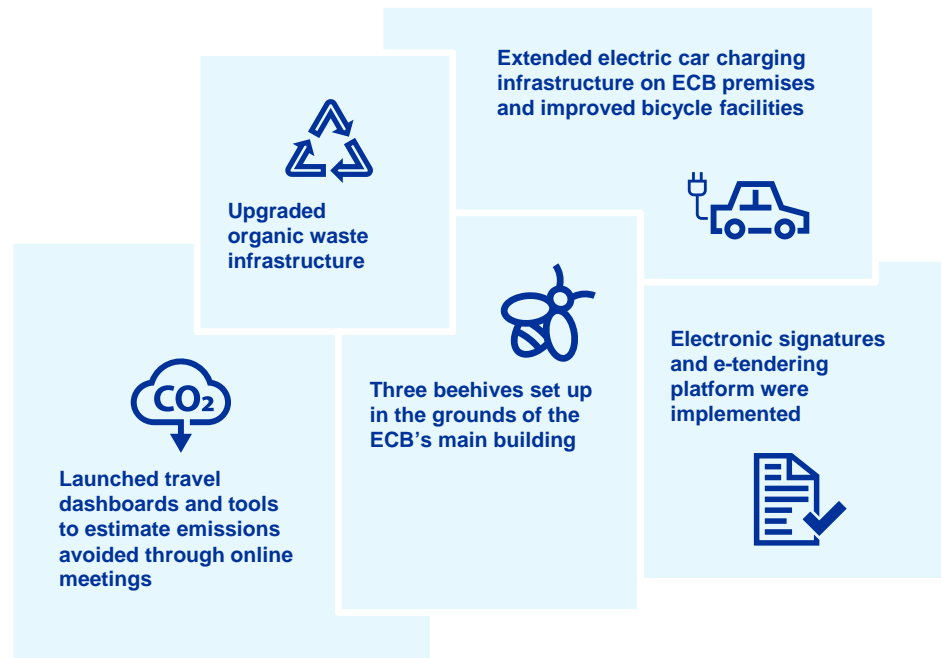 Extended electric car charging
infrastructure on ECB premises
and improved bicycle facilities
Upgraded
organic waste
infrastructure
Electronic signatures
and e-tendering
platform were
implemented
Three beehives set up
in the grounds of the
ECB's main building
CO₂
Launched travel
dashboards and tools
to estimate emissions
avoided through online
meetings